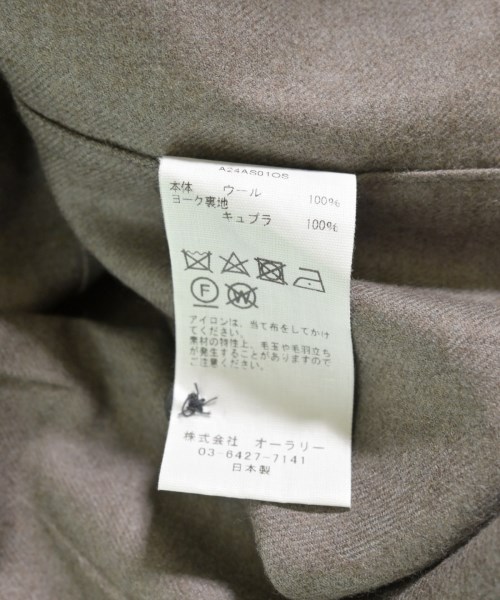 A24AS01OS
本体 ウール 100%
ヨーク裏地
キュプラ 100%
F W
アイロンは、当て布をしてかけ
てください。
素材の特性上、毛玉や毛羽立ち
が発生することがありますので
ご注意ください。
株式会社 オーラリー
03-6427-7141
日本製